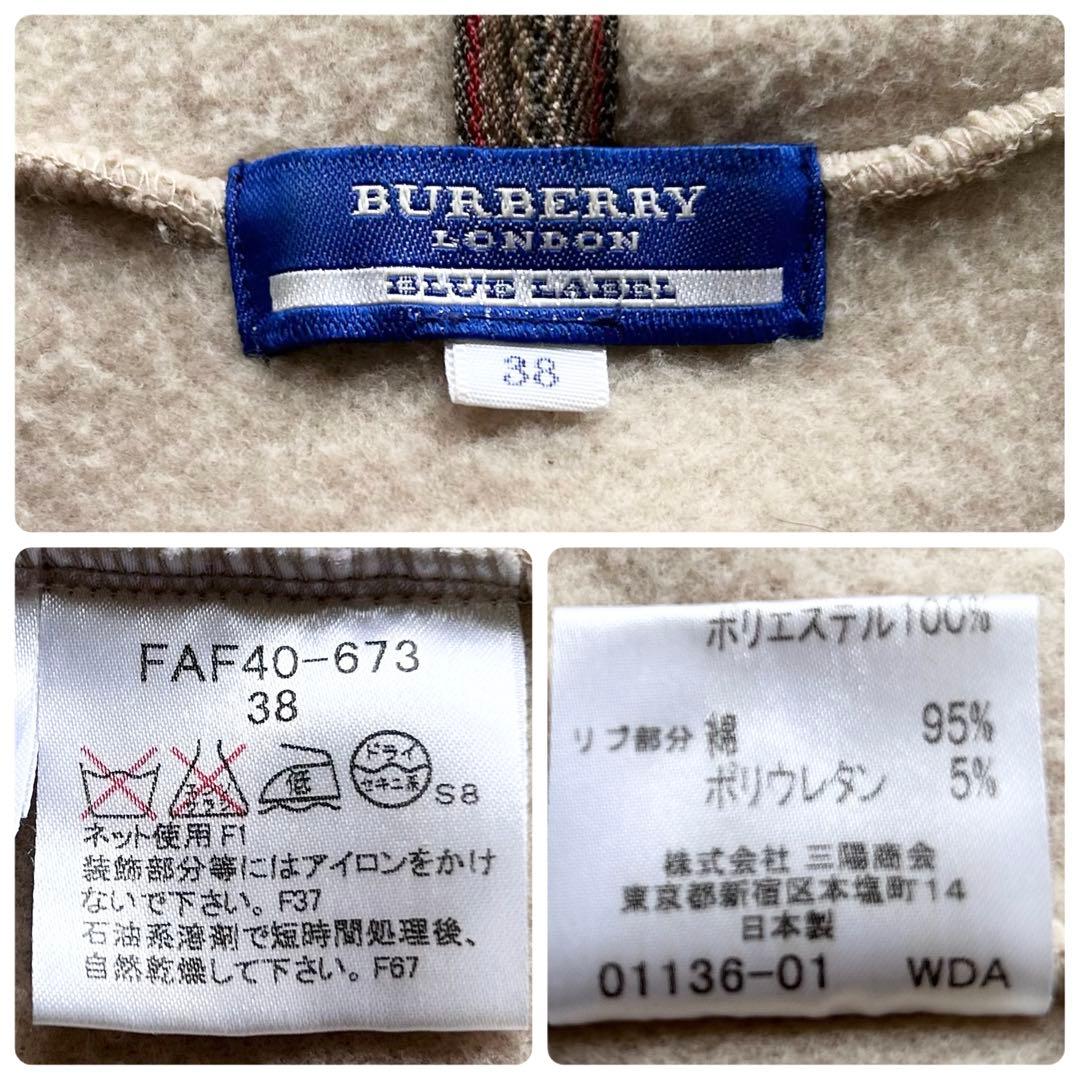 BURBERRY
LONDON
BLUE LABEL
38
FAF40-673
38
低
ドライ
セキユ系
S8
ネット使用 F1
装飾部分等にはアイロンをかけ
ないで下さい。F37
石油系溶剤で短時間処理後、
自然乾燥して下さい。F67
ポリエステル 100%
リブ部分 綿 95%
ポリウレタン 5%
株式会社 三陽商会
東京都新宿区本塩町14
日本製
01136-01 WDA